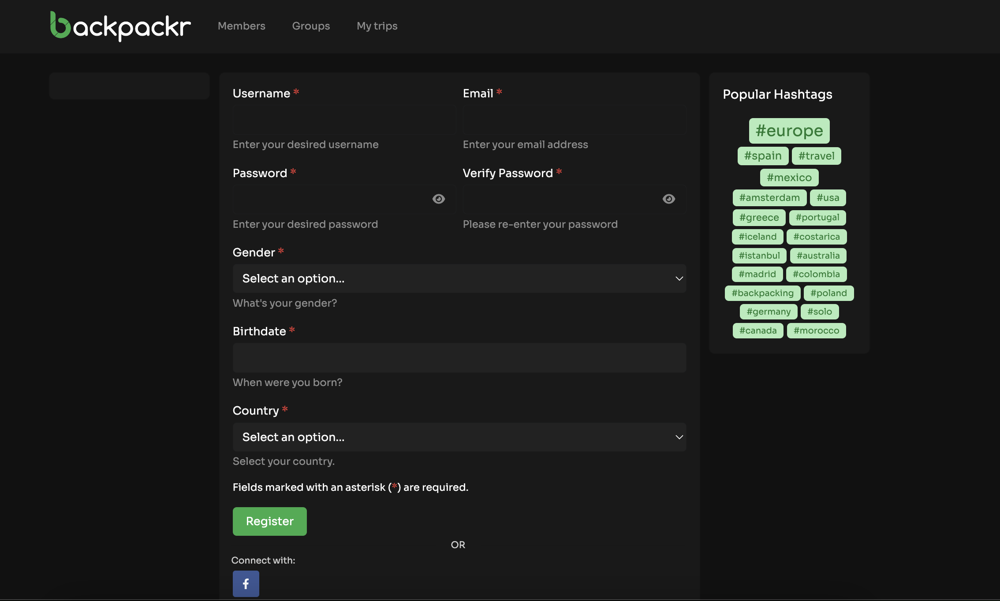 backpackr
Members Groups My trips
Username * Email *
Enter your desired username Enter your email address
Password * Verify Password *
Enter your desired password Please re-enter your password
Gender *
Select an option...
What's your gender?
Birthdate *
When were you born?
Country *
Select an option...
Select your country.
Fields marked with an asterisk (*) are required.
Register
OR
Connect with:
f
Popular Hashtags
#europe
#spain #travel
#mexico
#amsterdam #usa
#greece #portugal
#iceland #costarica
#istanbul #australia
#madrid #colombia
#backpacking #poland
#germany #solo
#canada #morocco